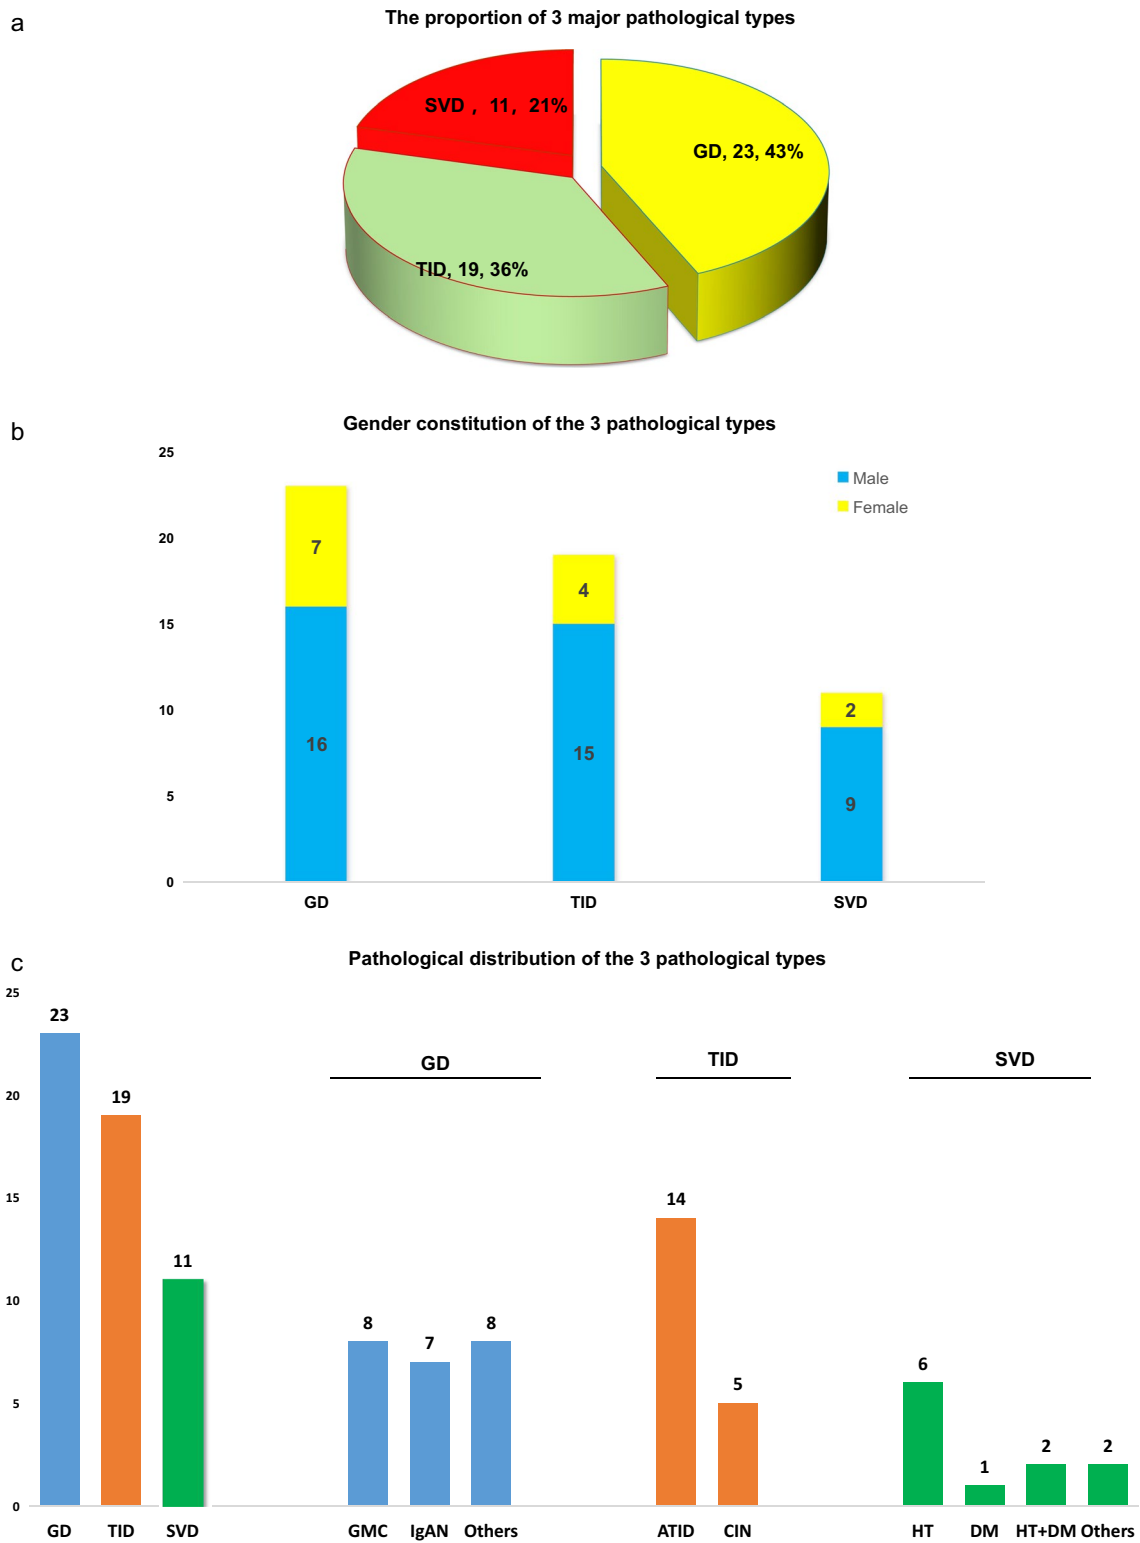 a
The proportion of 3 major pathological types
SVD , 11, 21%
GD, 23, 43%
TID, 19, 36%
b
Gender constitution of the 3 pathological types
25
20
15
10
5
0
Male
Female
7
16
4
15
2
9
GD TID SVD
c
Pathological distribution of the 3 pathological types
25
20
15
10
5
0
GD TID SVD
23
19
11
8
7
8
14
5
6
1
2
2
GD TID SVD GMC IgAN Others ATID CIN HT DM HT+DM Others